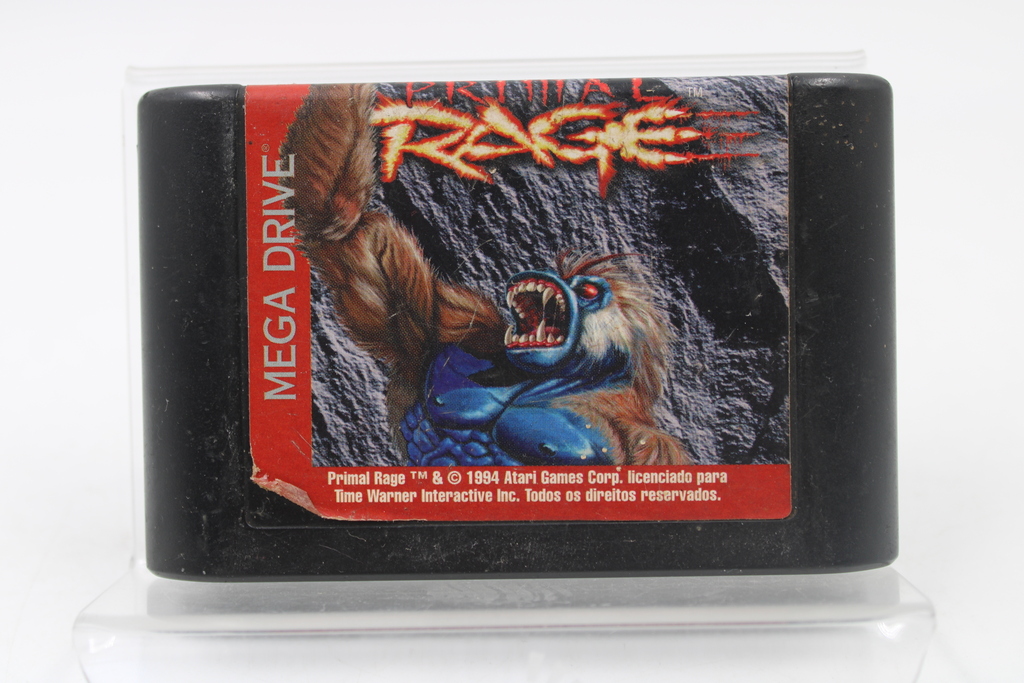 PRIMAL ™
RAGE
MEGA DRIVE®
Primal Rage ™ & © 1994 Atari Games Corp. licenciado para
Time Warner Interactive Inc. Todos os direitos reservados.